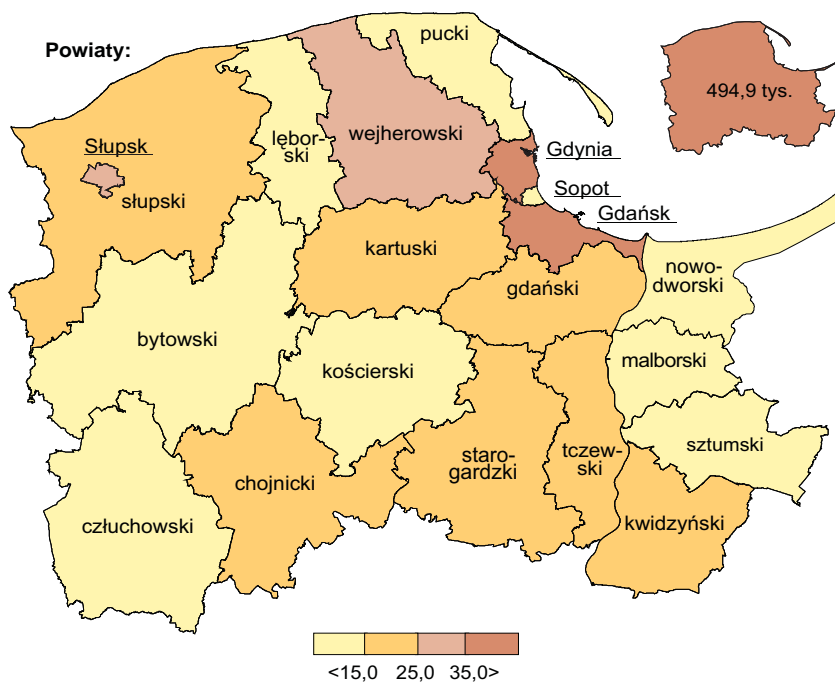 Powiaty:
pucki
494,9 tys.
Słupsk
lębor-
ski
wejherowski
Gdynia
Sopot
Gdańsk
słupski
kartuski
nowo-
dworski
gdański
bytowski
kościerski
malborski
staro-
gardzki
tczew-
ski
sztumski
chojnicki
człuchowski
kwidzyński
<15,0 25,0 35,0>